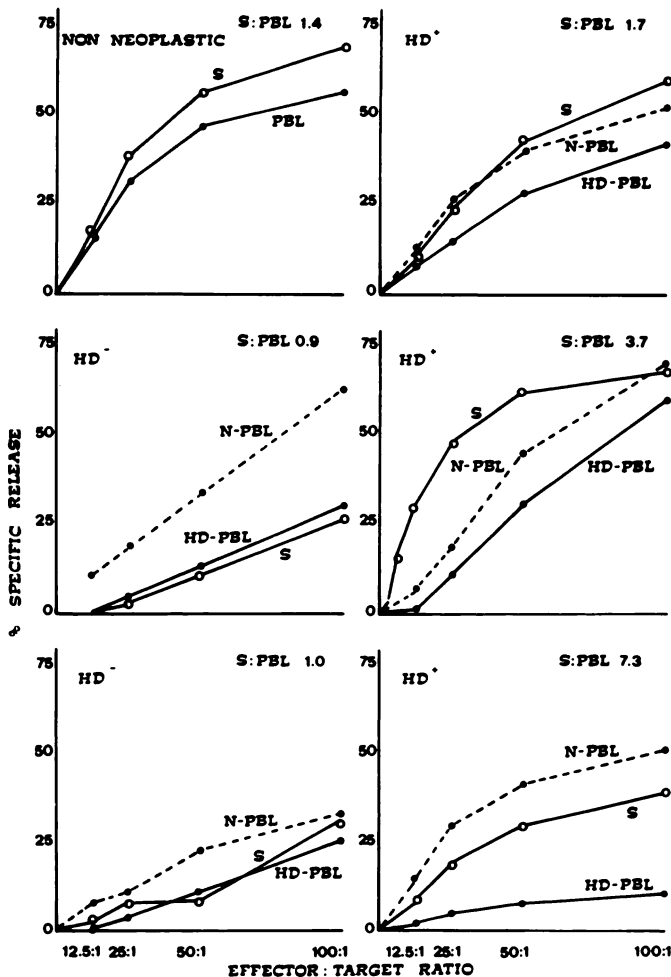 75
50
25
0
NON NEOPLASTIC
S:PBL 1.4
S
PBL
75
50
25
0
HD+
S:PBL 1.7
S
N-PBL
HD-PBL
75
50
25
0
HD-
S:PBL 0.9
N-PBL
HD-PBL
S
75
50
25
0
HD+
S:PBL 3.7
S
N-PBL
HD-PBL
75
50
25
0
HD-
S:PBL 1.0
N-PBL
S
HD-PBL
12.5:1 25:1 50:1 100:1
75
50
25
0
HD+
S:PBL 7.3
N-PBL
S
HD-PBL
12.5:1 25:1 50:1 100:1
% SPECIFIC RELEASE
EFFECTOR:TARGET RATIO